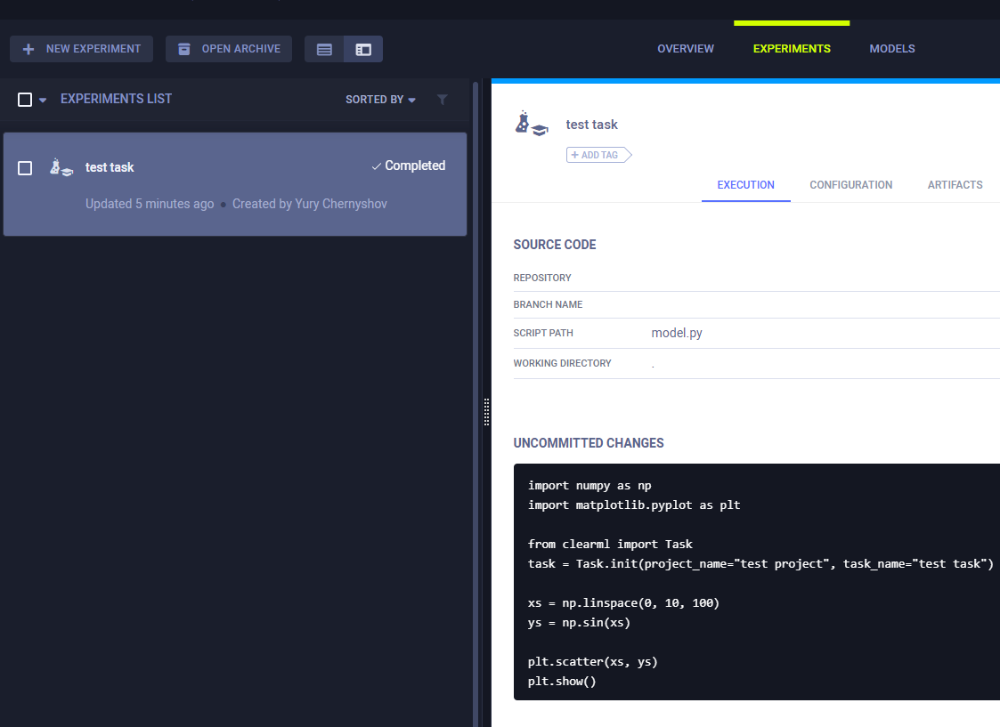 NEW EXPERIMENT
OPEN ARCHIVE
OVERVIEW
EXPERIMENTS
MODELS
EXPERIMENTS LIST
SORTED BY
test task
Completed
Updated 5 minutes ago
Created by Yury Chernyshov
test task
ADD TAG
EXECUTION
CONFIGURATION
ARTIFACTS
SOURCE CODE
REPOSITORY
BRANCH NAME
SCRIPT PATH model.py
WORKING DIRECTORY .
UNCOMMITTED CHANGES
import numpy as np
import matplotlib.pyplot as plt
from clearml import Task
task = Task.init(project_name="test project", task_name="test task")
xs = np.linspace(0, 10, 100)
ys = np.sin(xs)
plt.scatter(xs, ys)
plt.show()